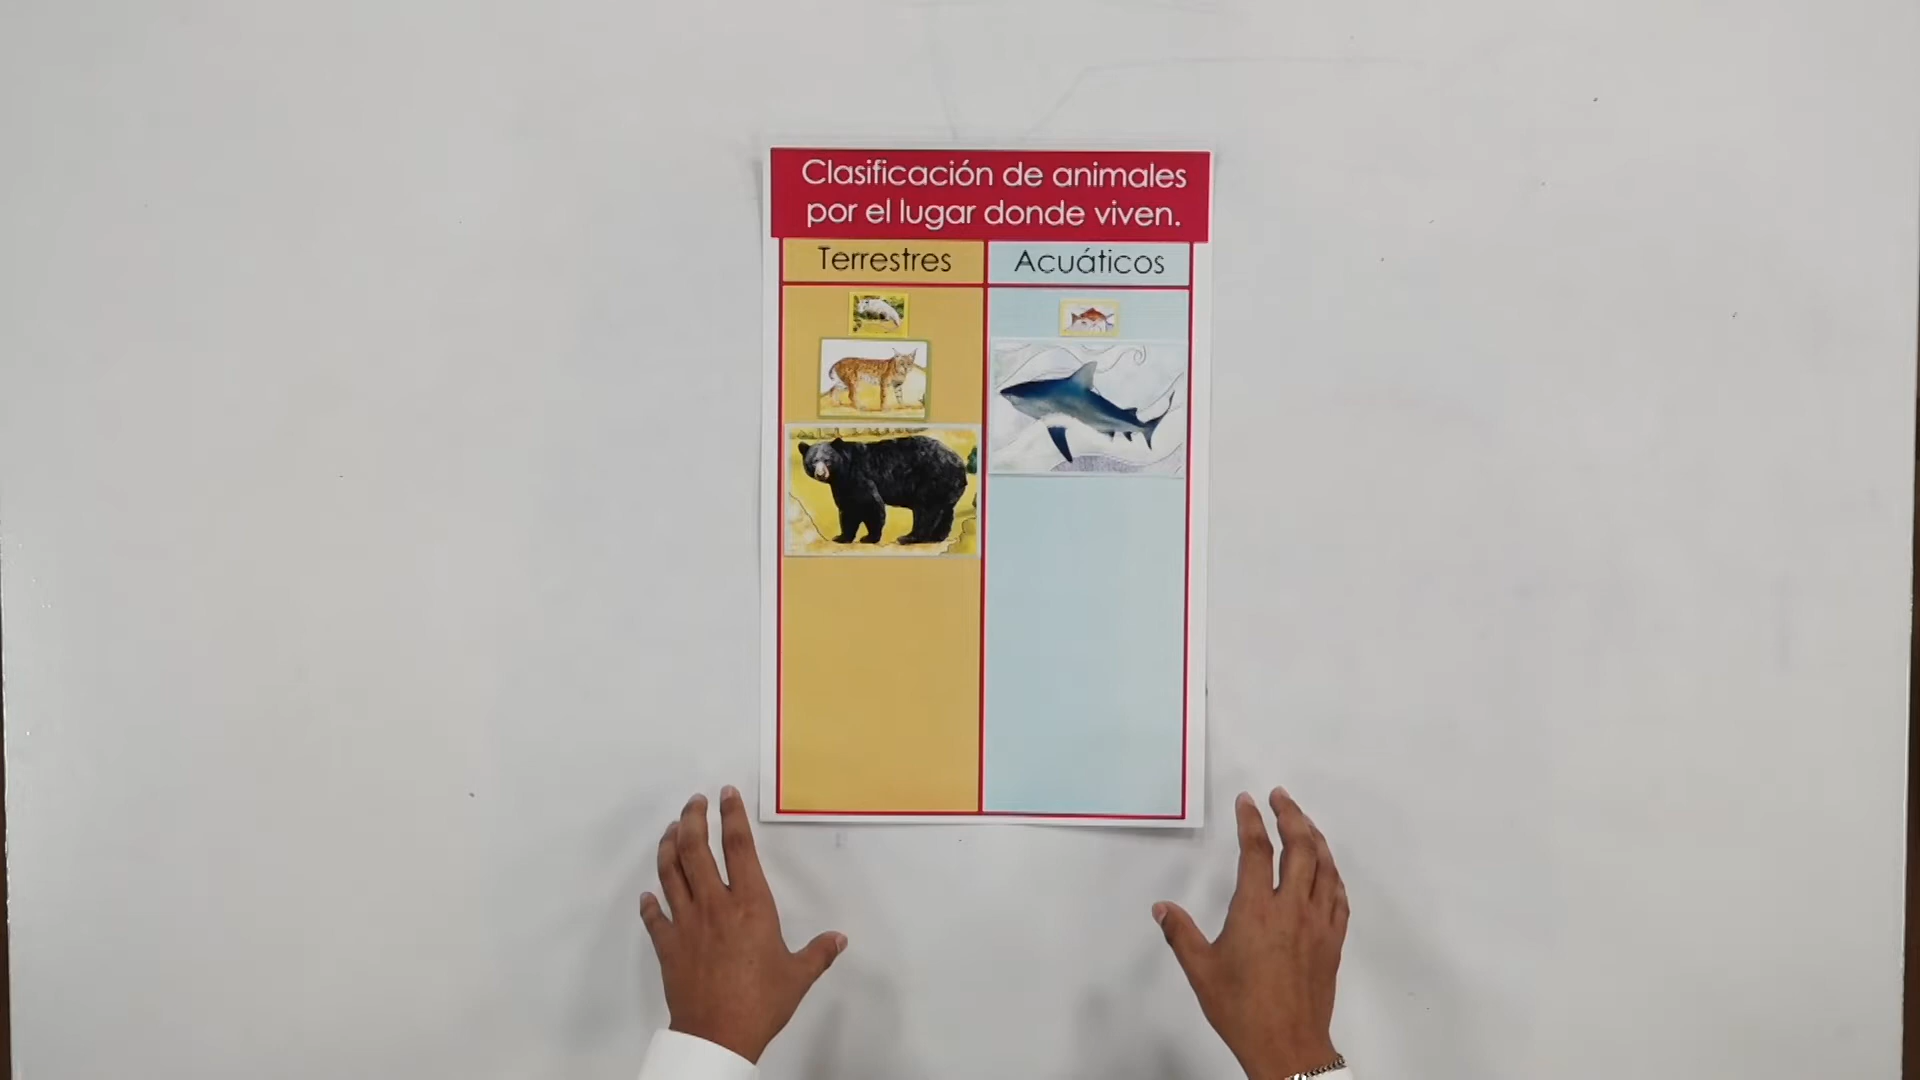 Clasificación de animales
por el lugar donde viven.
Terrestres
Acuáticos